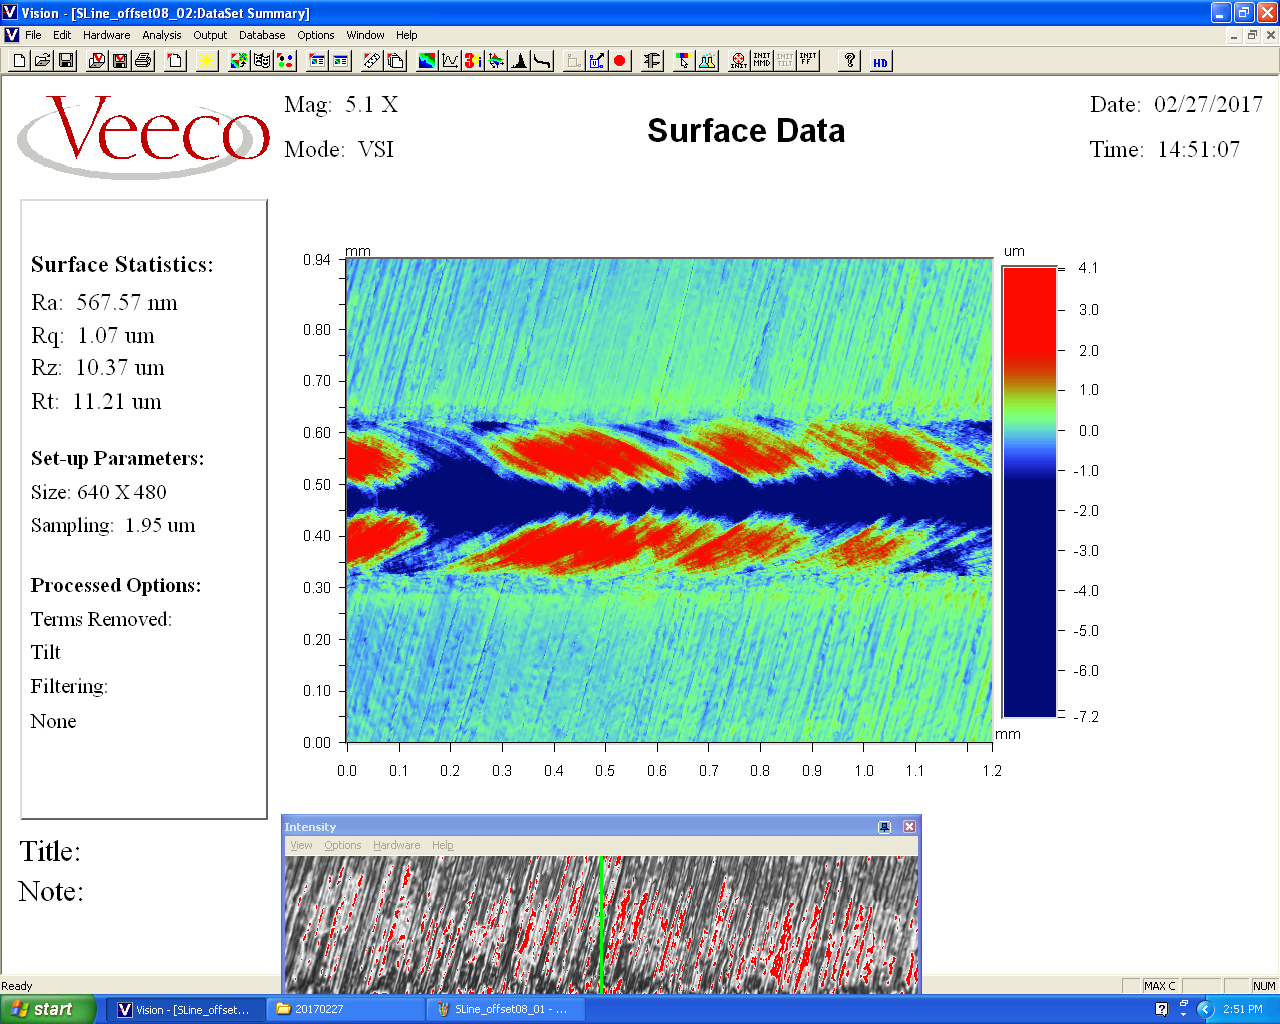 Vision - [SLine_offset08_02:DataSet Summary]
File Edit Hardware Analysis Output Database Options Window Help
INIT INIT MMD INIT TILT INIT FF ? HD
Veeco
Mag: 5.1 X
Mode: VSI
Surface Data
Date: 02/27/2017
Time: 14:51:07
Surface Statistics:
Ra: 567.57 nm
Rq: 1.07 um
Rz: 10.37 um
Rt: 11.21 um
Set-up Parameters:
Size: 640 X 480
Sampling: 1.95 um
Processed Options:
Terms Removed:
Tilt
Filtering:
None
Title:
Note:
mm
0.94
0.80
0.70
0.60
0.50
0.40
0.30
0.20
0.10
0.00
0.0 0.1 0.2 0.3 0.4 0.5 0.6 0.7 0.8 0.9 1.0 1.1 1.2
mm
um
4.1
3.0
2.0
1.0
0.0
-1.0
-2.0
-3.0
-4.0
-5.0
-6.0
-7.2
Intensity
View Options Hardware Help
Ready
MAX C NUM
start
Vision - [SLine_offset...
20170227
SLine_offset08_01 - ...
2:51 PM